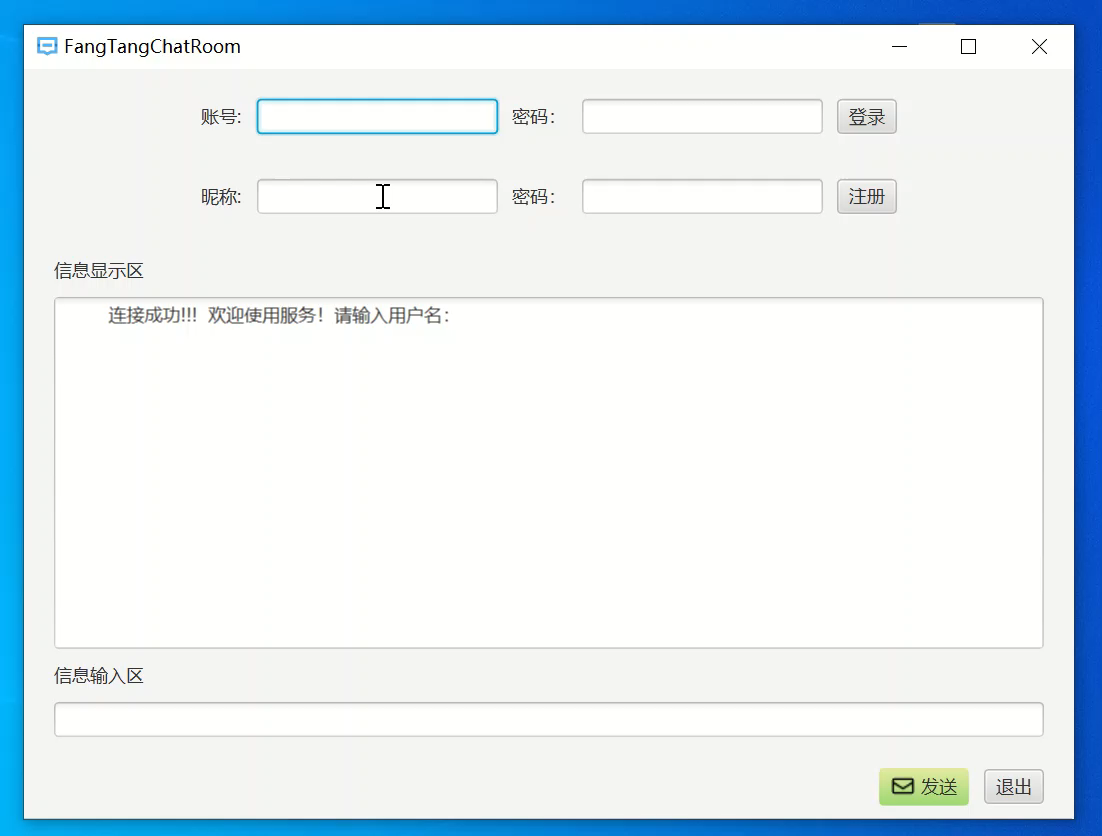 FangTangChatRoom
账号: 密码： 登录
昵称: 密码： 注册
信息显示区
连接成功!!! 欢迎使用服务！请输入用户名：
信息输入区
发送 退出